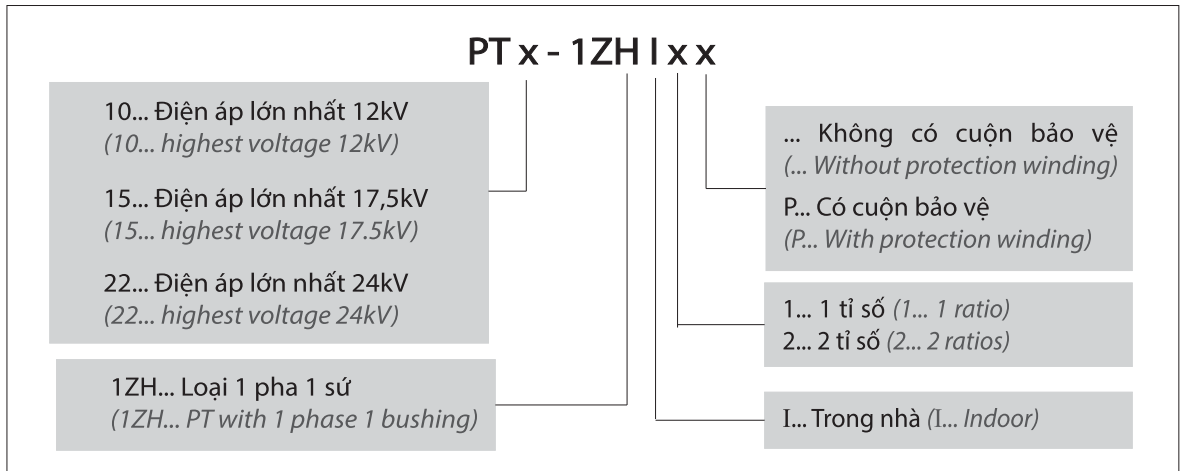 PT x - 1ZH I x x
10... Điện áp lớn nhất 12kV
(10... highest voltage 12kV)
15... Điện áp lớn nhất 17,5kV
(15... highest voltage 17.5kV)
22... Điện áp lớn nhất 24kV
(22... highest voltage 24kV)
1ZH... Loại 1 pha 1 sứ
(1ZH... PT with 1 phase 1 bushing)
... Không có cuộn bảo vệ
(... Without protection winding)
P... Có cuộn bảo vệ
(P... With protection winding)
1... 1 tỉ số (1... 1 ratio)
2... 2 tỉ số (2... 2 ratios)
I... Trong nhà (I... Indoor)